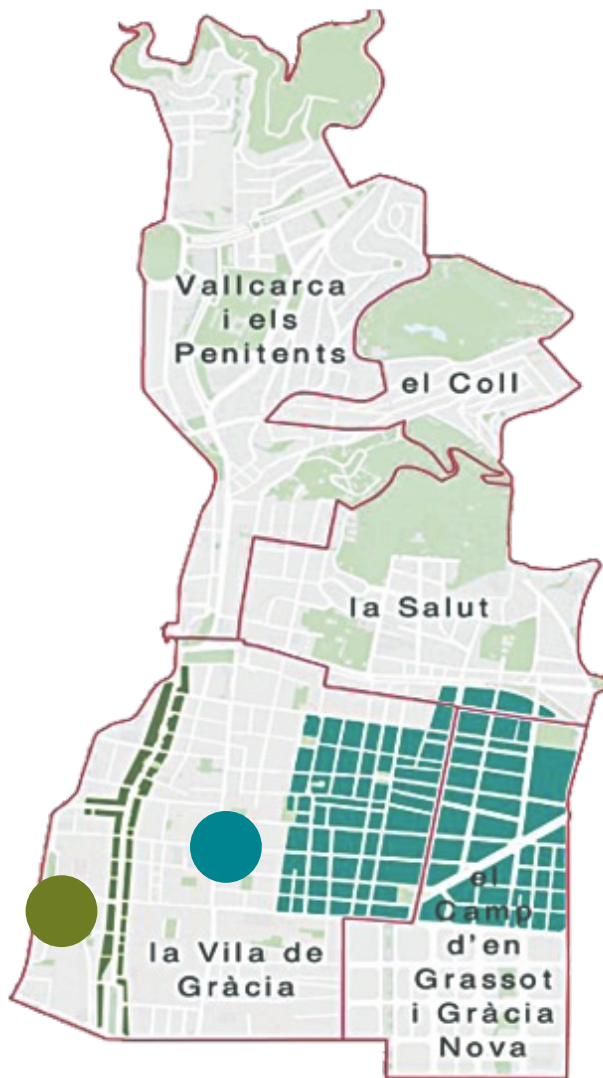 Vallcarca
i els
Penitents
el Coll
la Salut
la Vila de
Gràcia
el
Camp
d'en
Grassot
i Gràcia
Nova